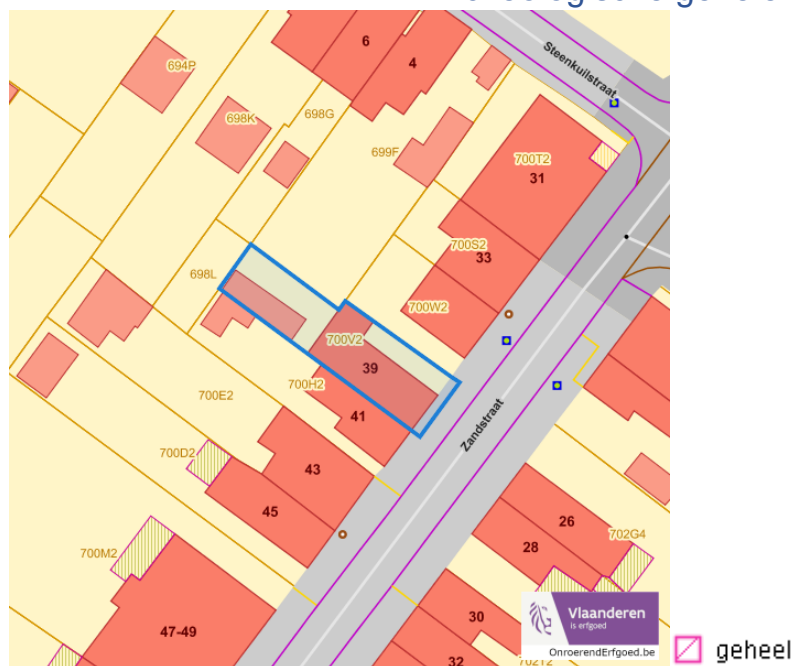 6
4
Steenkuilstraat
694P
698K
698G
699F
700T2
31
700S2
33
698L
700W2
700V2
39
700H2
700E2
41
Zandstraat
43
700D2
45
26
28
702G4
700M2
30
47-49
32
702T2
Vlaanderen
is erfgoed
OnroerendErfgoed.be
geheel